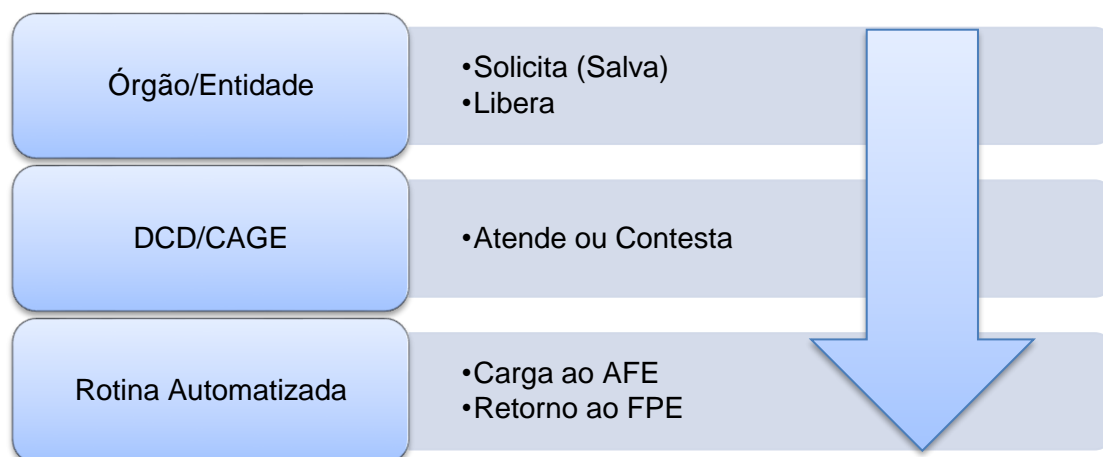 Órgão/Entidade
•Solicita (Salva)
•Libera
DCD/CAGE
•Atende ou Contesta
Rotina Automatizada
•Carga ao AFE
•Retorno ao FPE